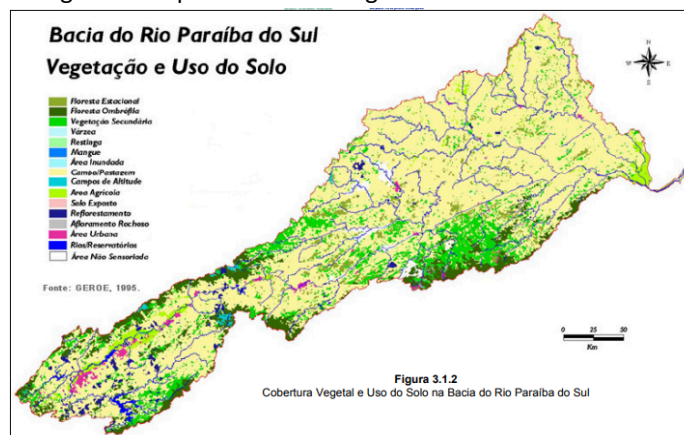 Bacia do Rio Paraíba do Sul
Vegetação e Uso do Solo
N
W
E
S
Floresta Estacional
Floresta Ombrófila
Vegetação Secundária
Várzea
Restinga
Mangue
Área Inundada
Campo/Pastagem
Campos de Altitude
Area Agrícola
Solo Exposto
Reflorestamento
Afloramento Rochoso
Área Urbana
Rios/Reservatórios
Área Não Sensoriada
Fonte: GEROE, 1995.
0 25 50
Km
Figura 3.1.2
Cobertura Vegetal e Uso do Solo na Bacia do Rio Paraíba do Sul